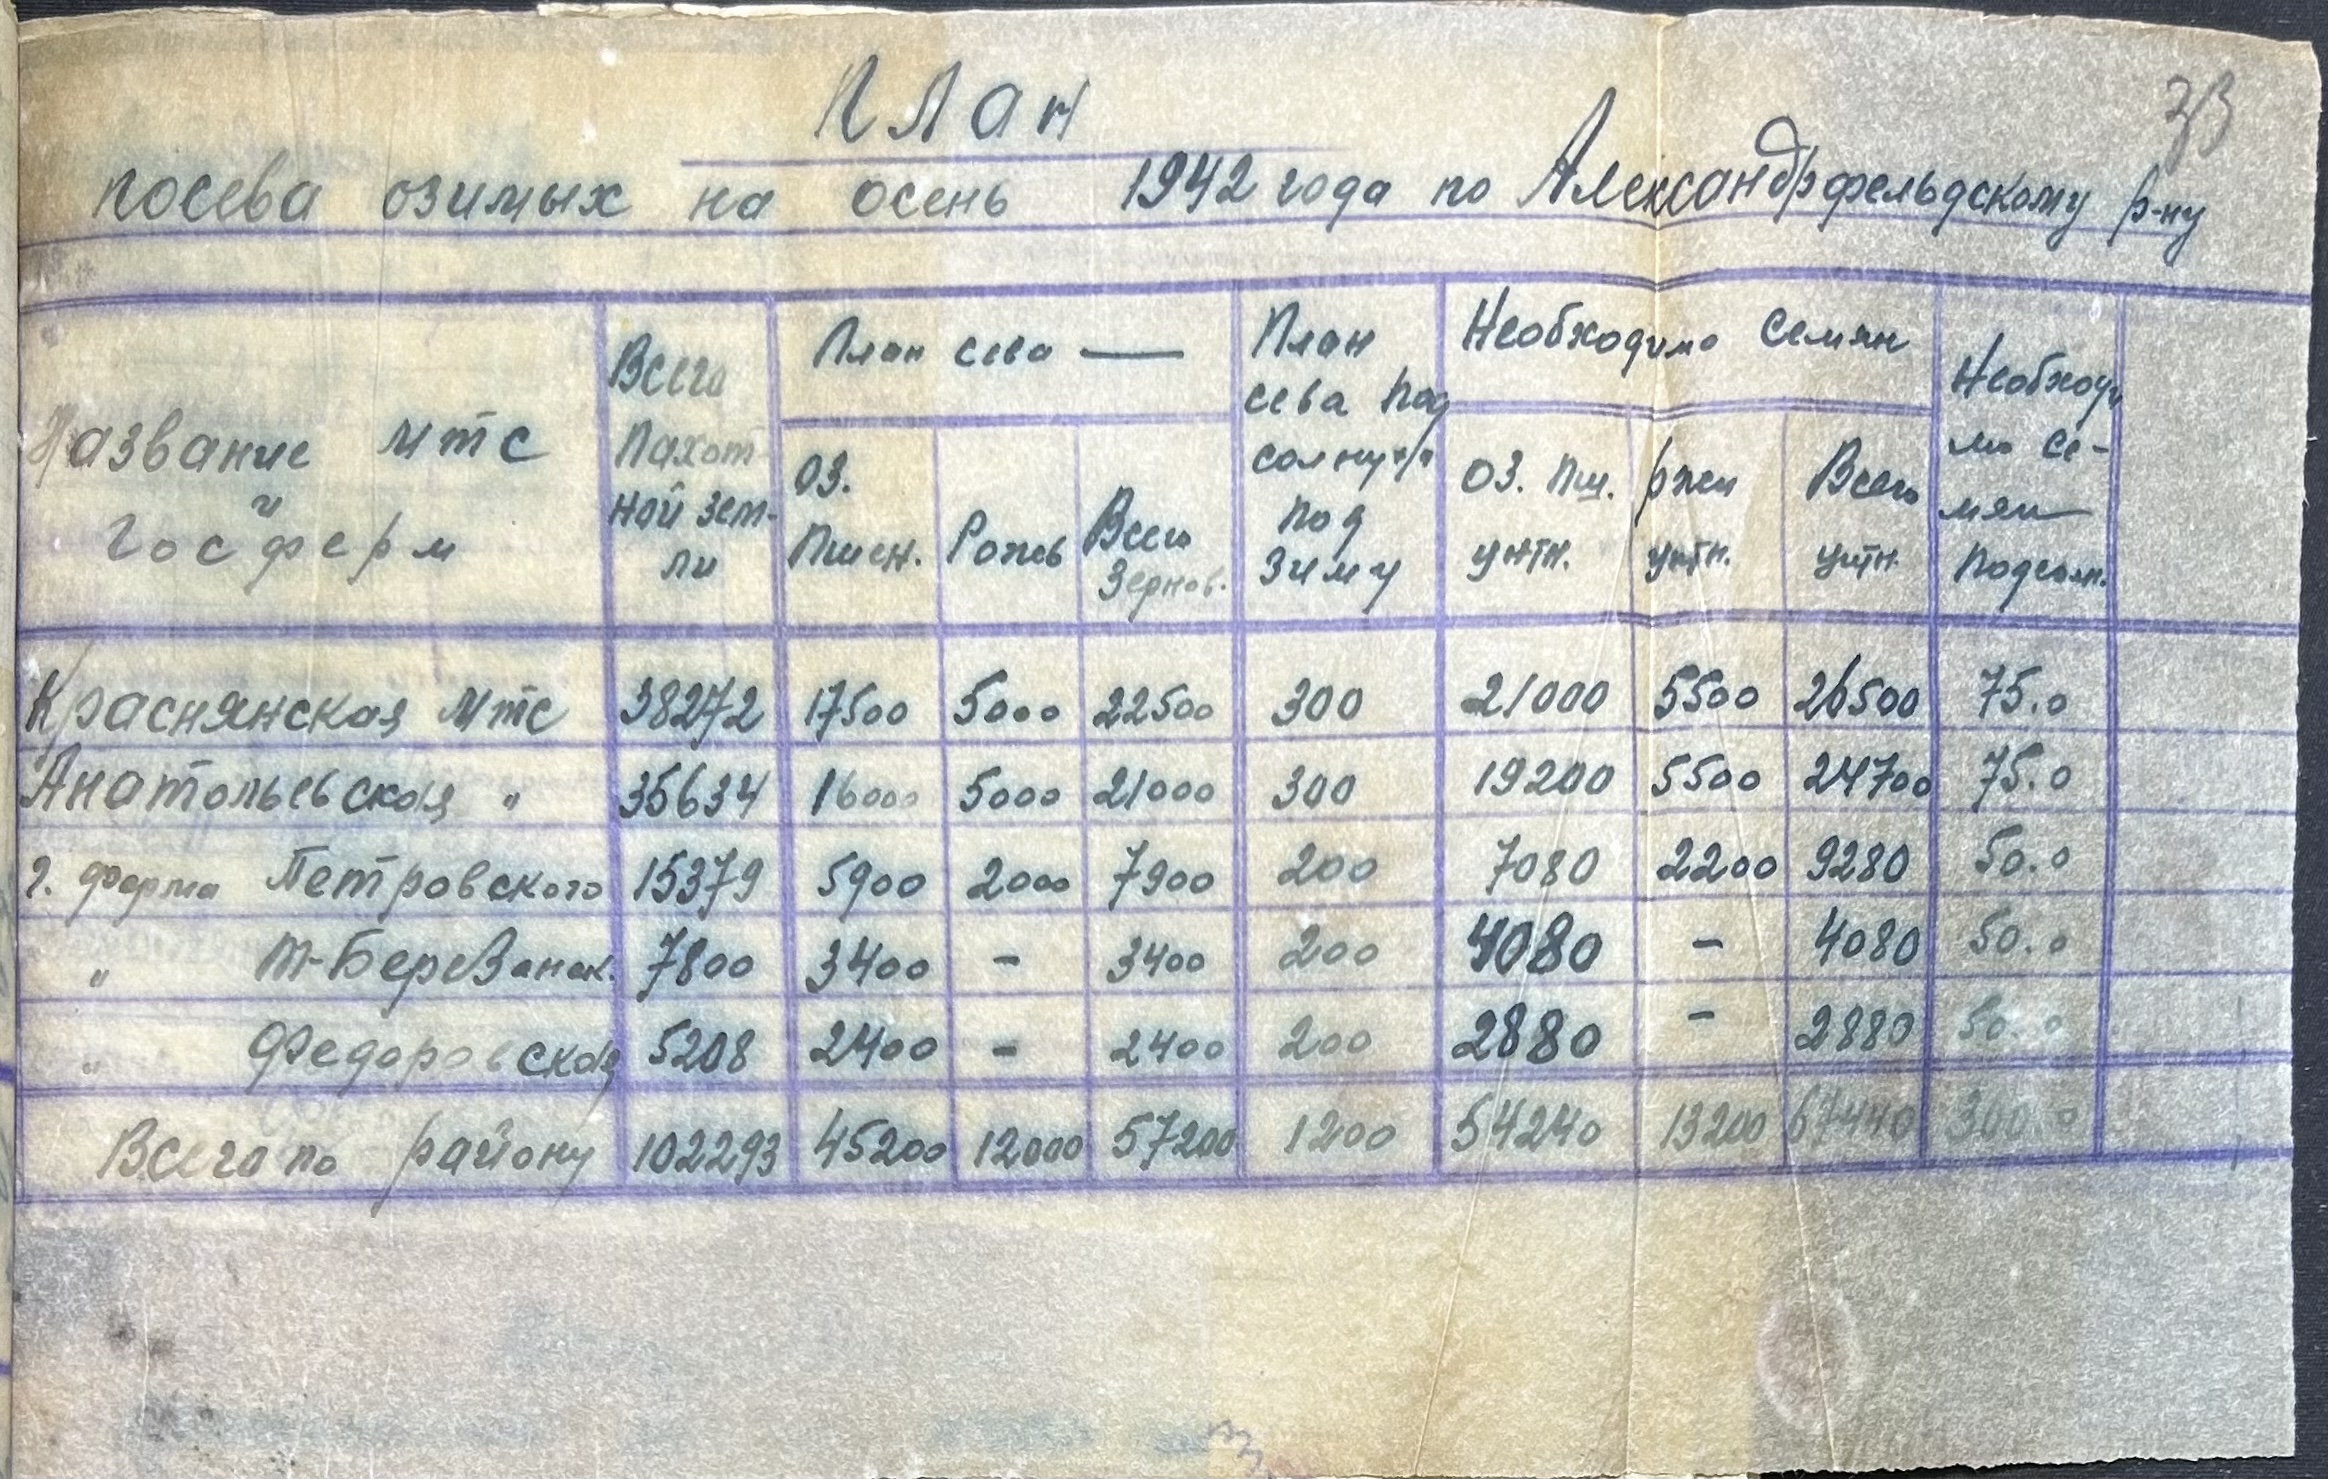 33
План
посева озимых на осень 1942 года по Александрфельдскому р-ну
Название МТС и Госферм | Всего Пахотной земли | План сева — | План сева подсолнуха под зиму | Необходимо семян | Необходимо семян подсолн.
Оз. Пшен. | Рожь | Всего Зернов. | Оз. пш. цнтн. | ржи цнтн. | Всего цнтн.
Краснянская МТС | 38272 | 17500 | 5000 | 22500 | 300 | 21000 | 5500 | 26500 | 75.0
Анатольевская " | 35634 | 16000 | 5000 | 21000 | 300 | 19200 | 5500 | 24700 | 75.0
г. ферма Петровского | 15379 | 5900 | 2000 | 7900 | 200 | 7080 | 2200 | 9280 | 50.0
" Т-Березанск. | 7800 | 3400 | - | 3400 | 200 | 4080 | - | 4080 | 50.0
" Федоровская | 5208 | 2400 | - | 2400 | 200 | 2880 | - | 2880 | 50.0
Всего по району | 102293 | 45200 | 12000 | 57200 | 1200 | 54240 | 13200 | 67440 | 300.0